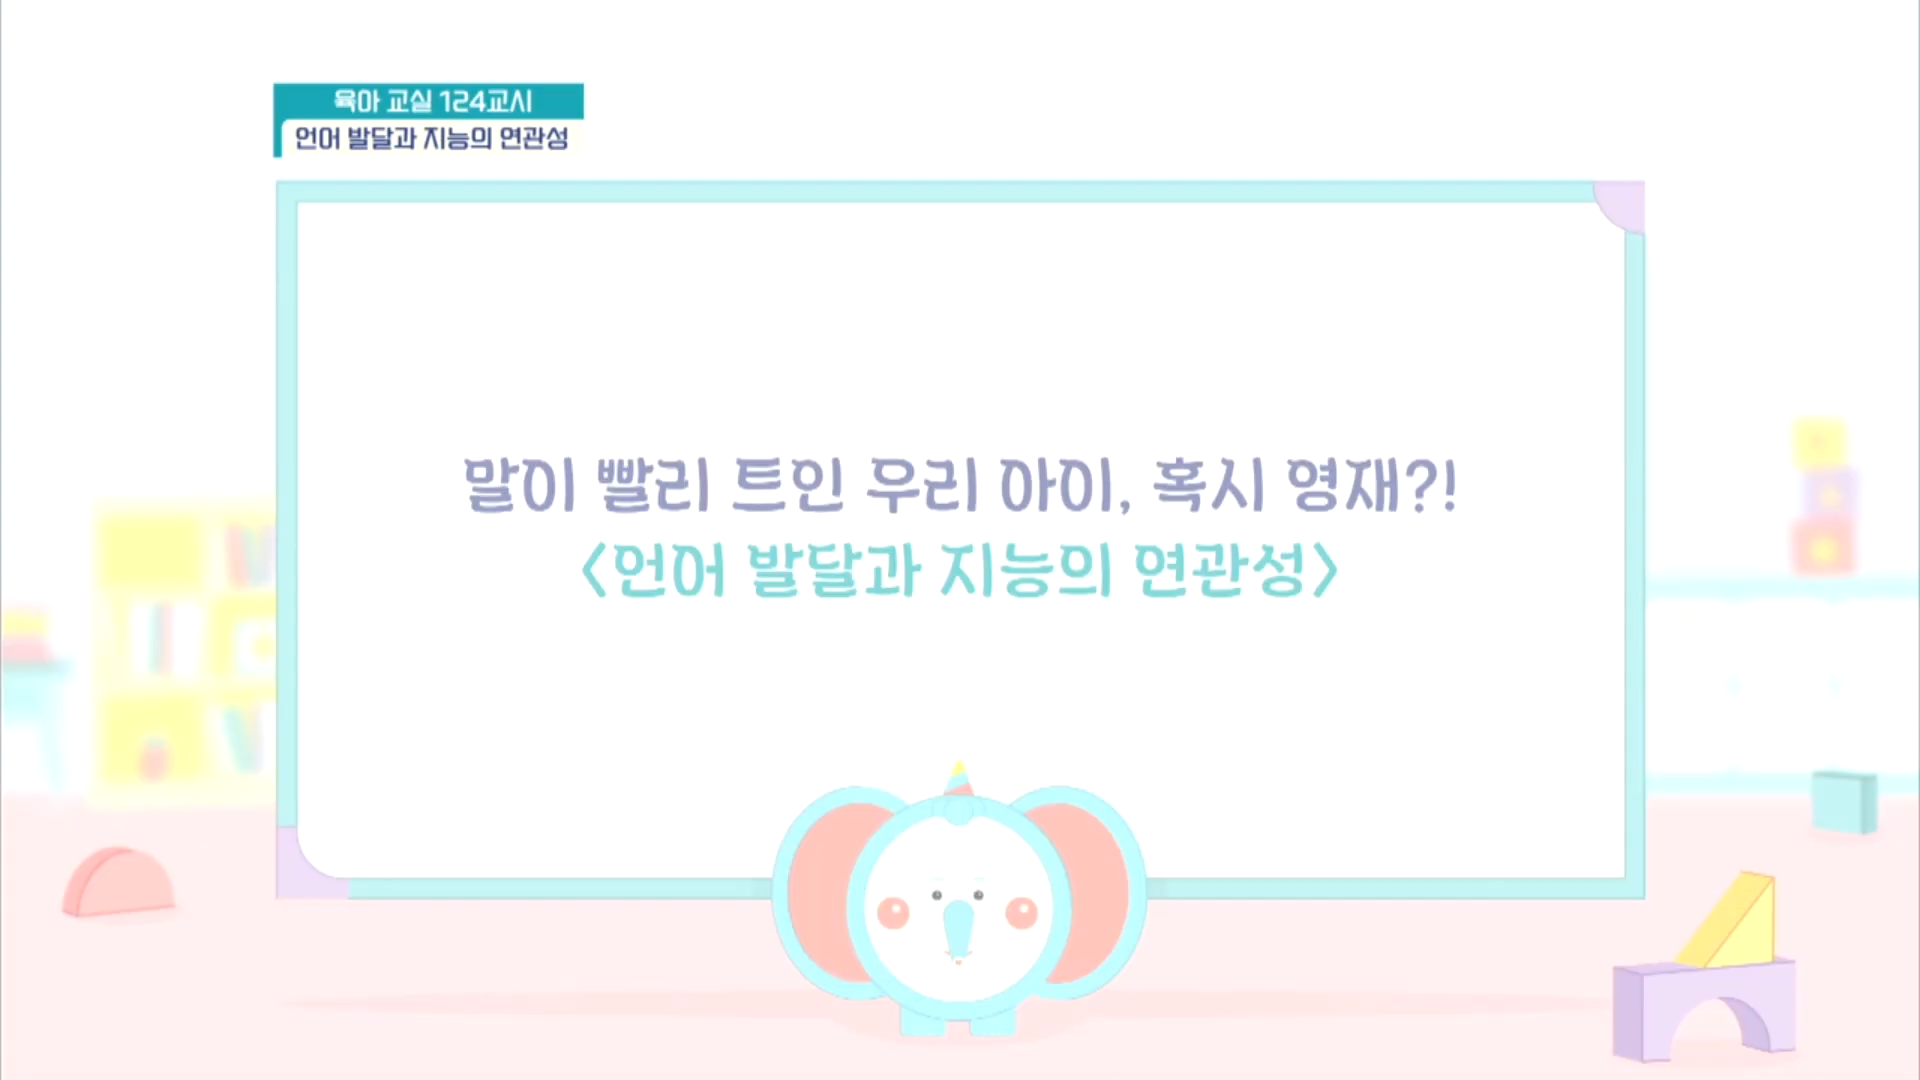 육아 교실 124교시
언어 발달과 지능의 연관성
말이 빨리 트인 우리 아이, 혹시 영재?!
<언어 발달과 지능의 연관성>